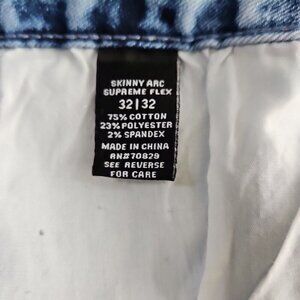 SKINNY ARC
SUPREME FLEX
32|32
75% COTTON
23% POLYESTER
2% SPANDEX
MADE IN CHINA
RN#70829
SEE REVERSE
FOR CARE